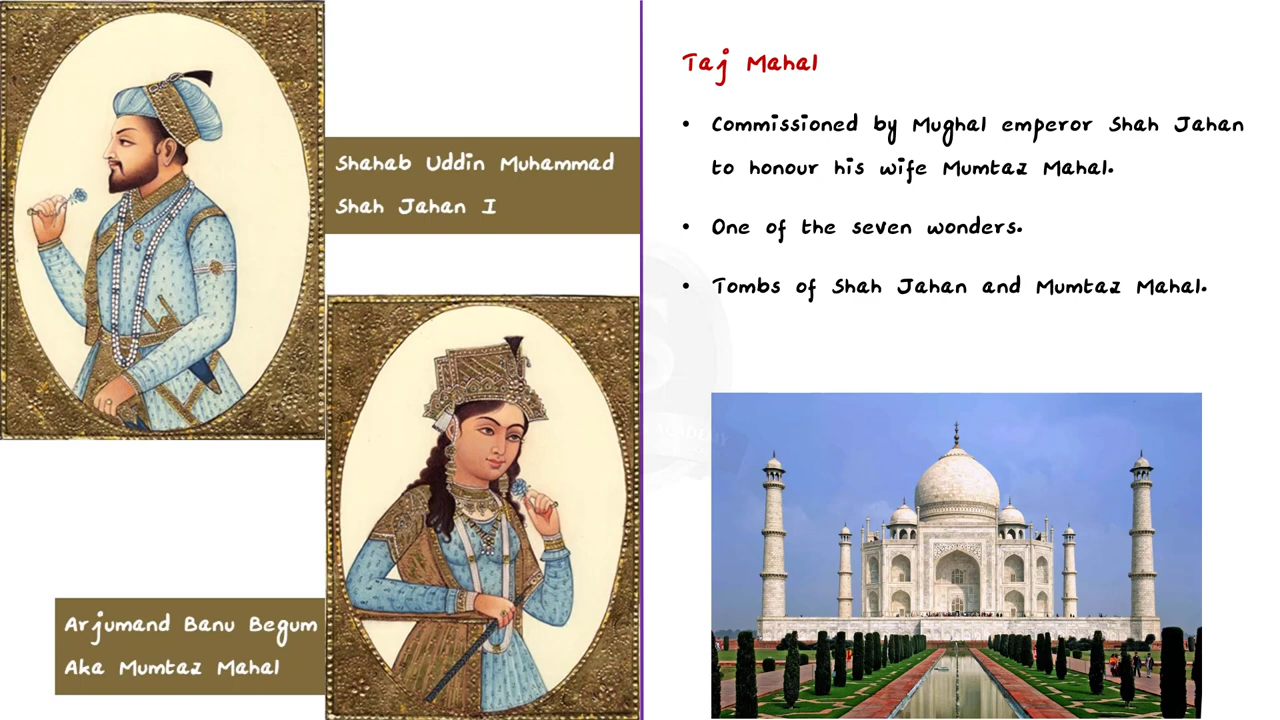 Shahab Uddin Muhammad
Shah Jahan I
Arjumand Banu Begum
Aka Mumtaz Mahal
Taj Mahal
• Commissioned by Mughal emperor Shah Jahan
to honour his wife Mumtaz Mahal.
• One of the seven wonders.
• Tombs of Shah Jahan and Mumtaz Mahal.